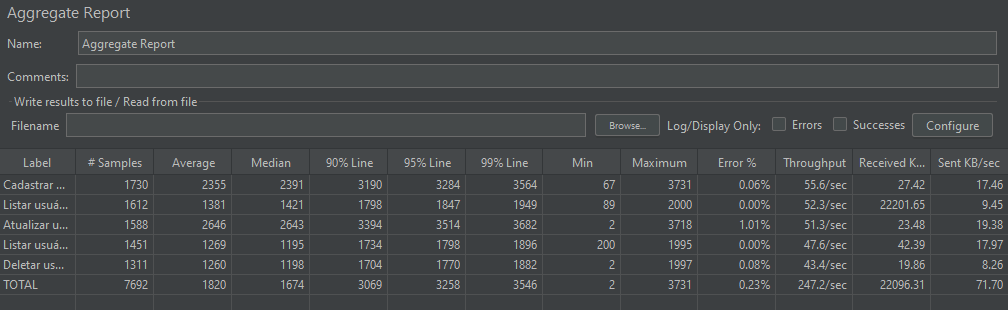 Aggregate Report
Name: Aggregate Report
Comments:
Write results to file / Read from file
Filename Browse... Log/Display Only: Errors Successes Configure
Label # Samples Average Median 90% Line 95% Line 99% Line Min Maximum Error % Throughput Received K... Sent KB/sec
Cadastrar ... 1730 2355 2391 3190 3284 3564 67 3731 0.06% 55.6/sec 27.42 17.46
Listar usuá... 1612 1381 1421 1798 1847 1949 89 2000 0.00% 52.3/sec 22201.65 9.45
Atualizar u... 1588 2646 2643 3394 3514 3682 2 3718 1.01% 51.3/sec 23.48 19.38
Listar usuá... 1451 1269 1195 1734 1798 1896 200 1995 0.00% 47.6/sec 42.39 17.97
Deletar us... 1311 1260 1198 1704 1770 1882 2 1997 0.08% 43.4/sec 19.86 8.26
TOTAL 7692 1820 1674 3069 3258 3546 2 3731 0.23% 247.2/sec 22096.31 71.70